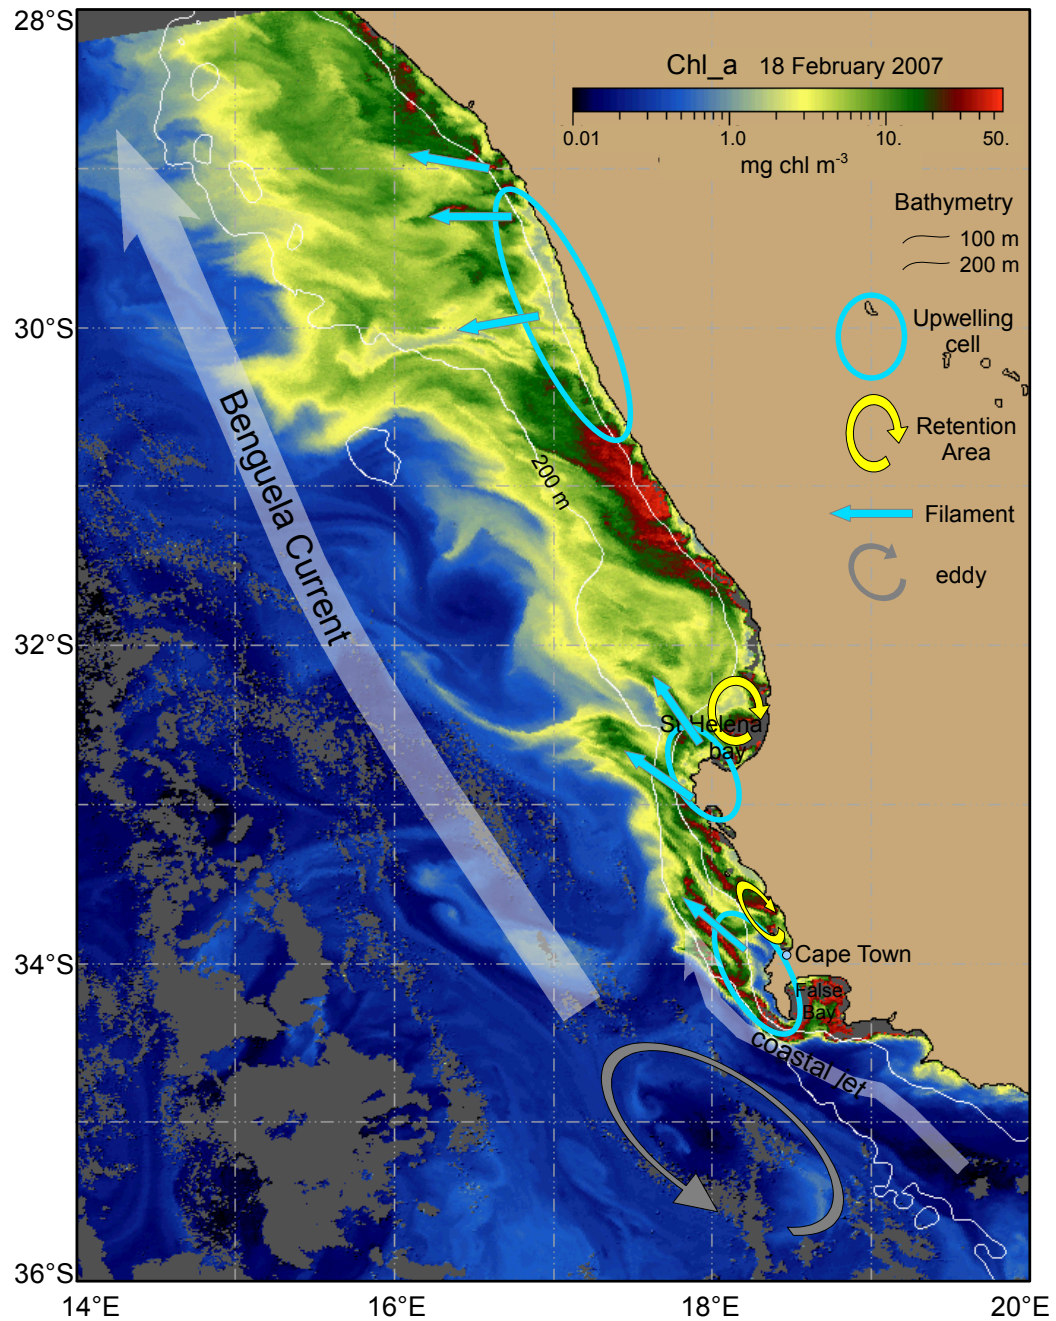 28°S
Chl_a 18 February 2007
0.01 1.0 10. 50.
mg chl m-3
Bathymetry
100 m
200 m
Upwelling
cell
30°S
Retention
Area
Benguela Current
200 m
Filament
eddy
32°S
St Helena
bay
34°S
Cape Town
False
Bay
coastal Jet
36°S
14°E 16°E 18°E 20°E